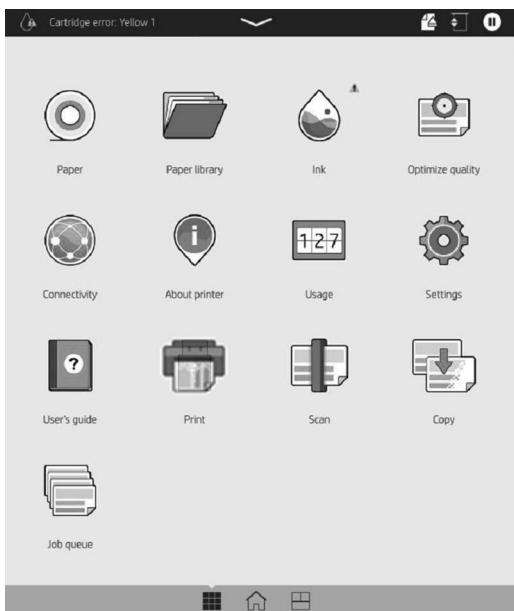 Cartridge error: Yellow 1
Paper
Paper library
Ink
Optimize quality
Connectivity
i
About printer
127
Usage
Settings
?
User's guide
Print
Scan
Copy
Job queue